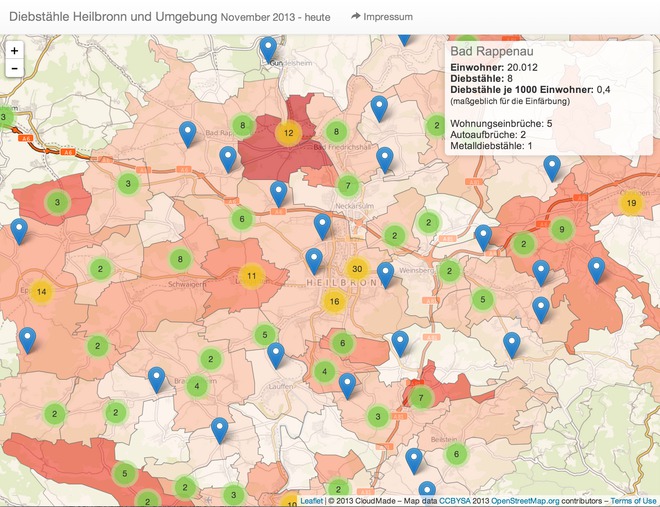 Diebstähle Heilbronn und Umgebung November 2013 - heute
Impressum
+
-
Bad Rappenau
Einwohner: 20.012
Diebstähle: 8
Diebstähle je 1000 Einwohner: 0,4
(maßgeblich für die Einfärbung)
Wohnungseinbrüche: 5
Autoaufbrüche: 2
Metalldiebstähle: 1
3
8
12
8
2
Bad Friedrichshall
3
7
3
19
Neckarsulm
6
2
2
9
2
8
11
30
2
Weinsberg
14
Schwaigern
HEILBRONN
16
5
5
6
2
2
4
4
Lauffen
7
2
2
3
Beilstein
6
5
2
3
2
2
10
Leaflet | © 2013 CloudMade – Map data CCBYSA 2013 OpenStreetMap.org contributors – Terms of Use